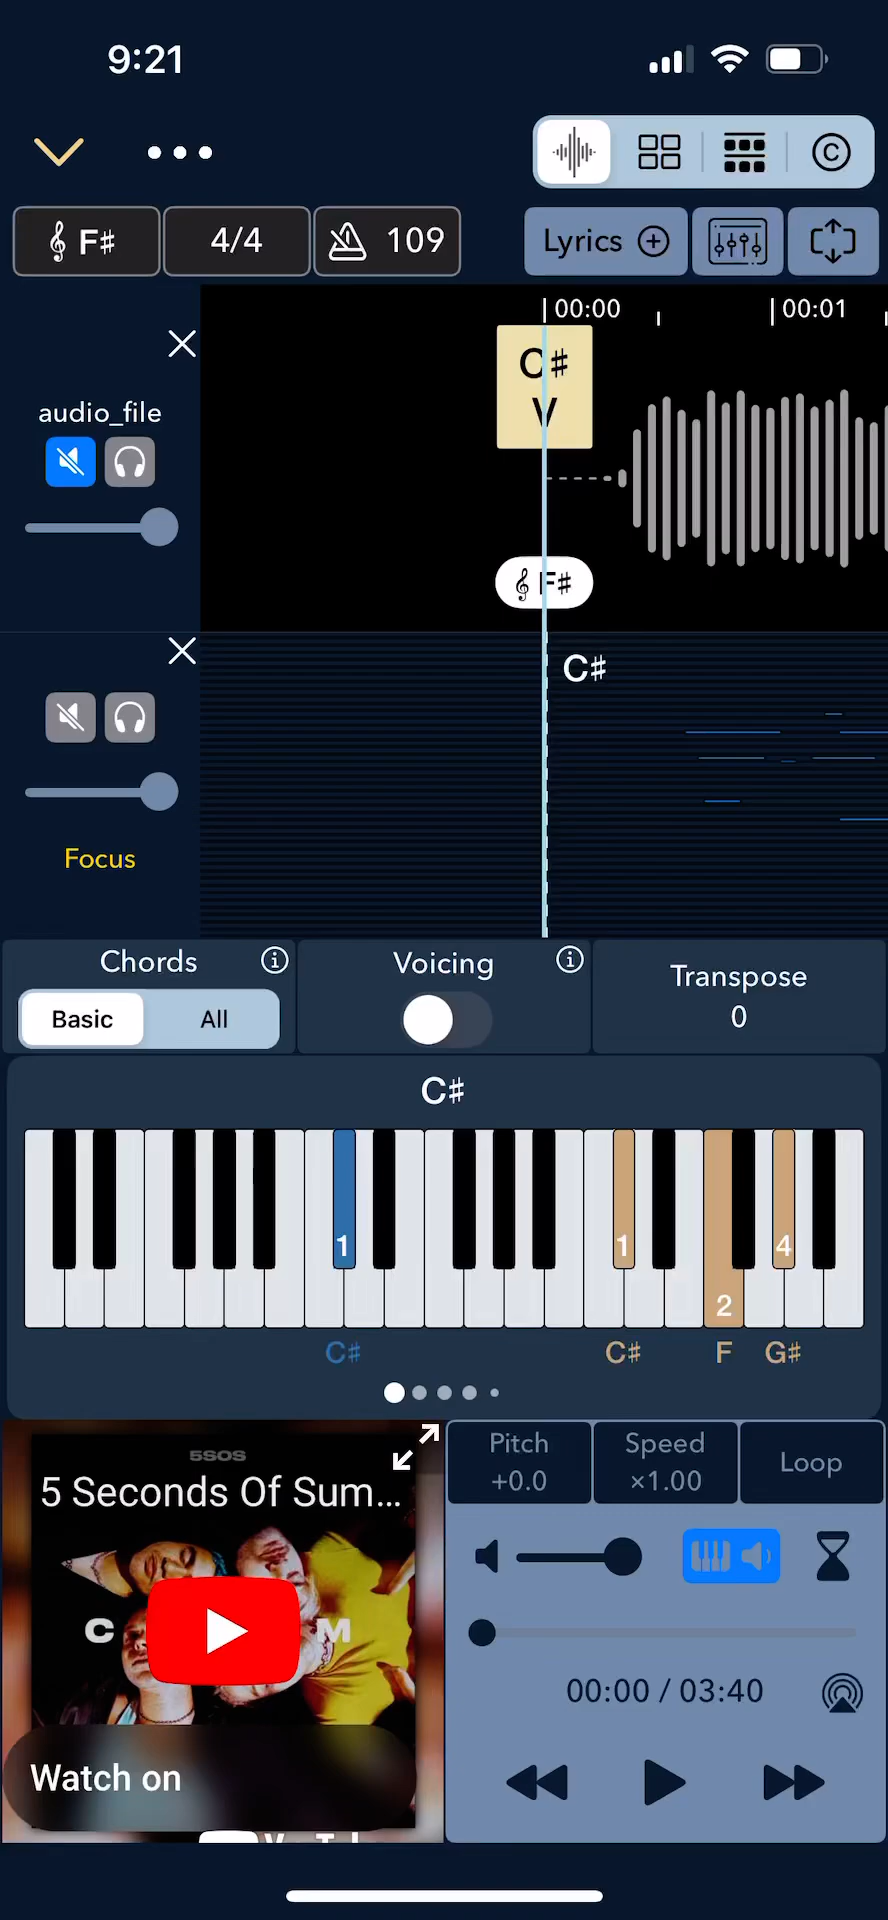 9:21
F#
4/4
109
Lyrics
00:00
00:01
C#
V
audio_file
F#
C#
Focus
Chords
Basic
All
Voicing
Transpose
0
C#
1
1
2
4
C#
C#
F
G#
5SOS
5 Seconds Of Sum...
C
M
Watch on
Pitch
+0.0
Speed
×1.00
Loop
00:00 / 03:40